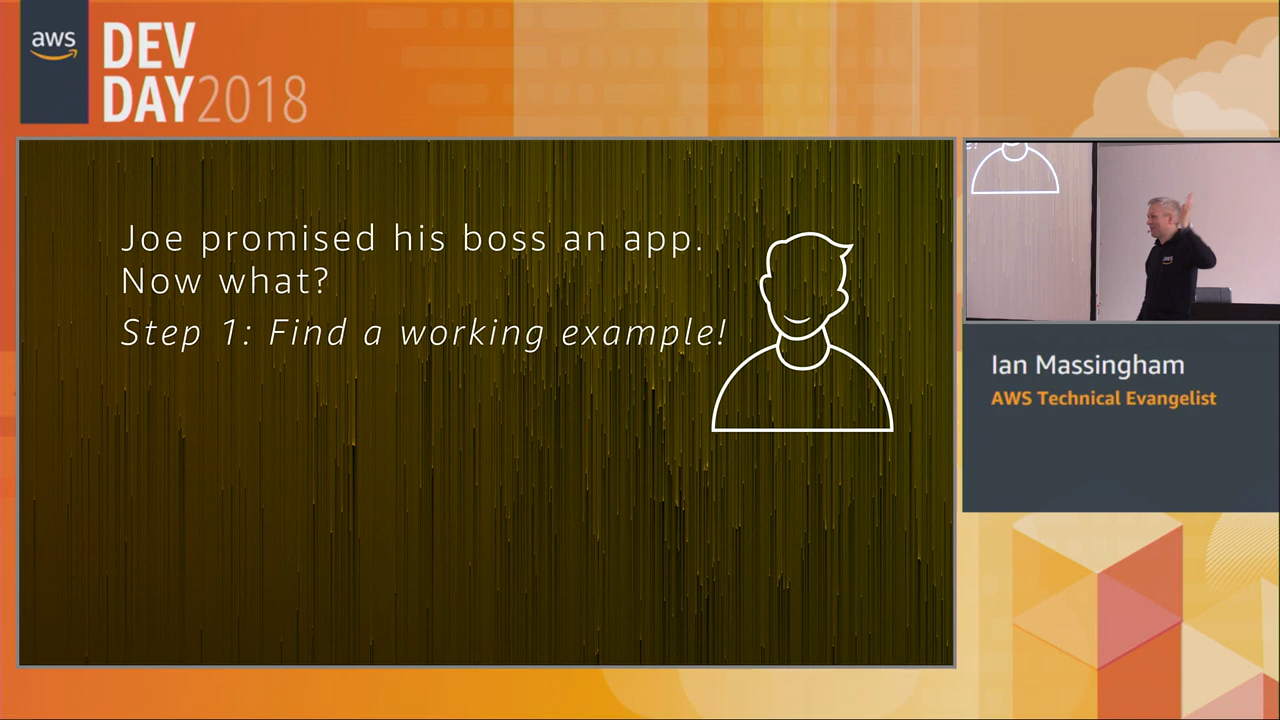 aws
DEV
DAY2018
Joe promised his boss an app.
Now what?
Step 1: Find a working example!
aws
Ian Massingham
AWS Technical Evangelist